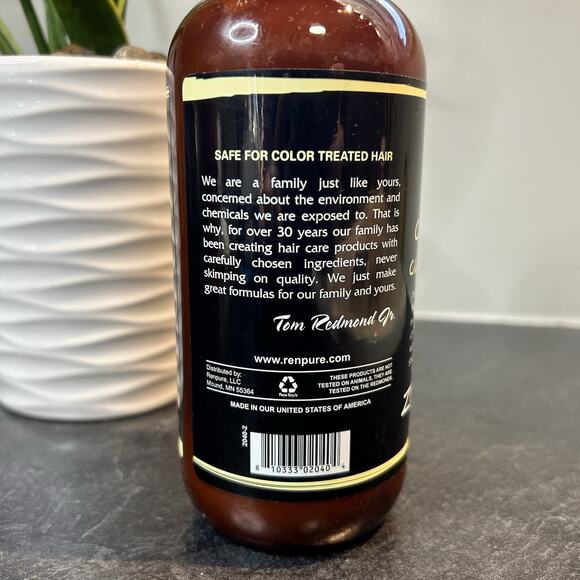 SAFE FOR COLOR TREATED HAIR
We are a family just like yours,
concerned about the environment and
chemicals we are exposed to. That is
why, for over 30 years our family has
been creating hair care products with
carefully chosen ingredients, never
skimping on quality. We just make
great formulas for our family and yours.
Tom Redmond Jr.
www.renpure.com
Distributed by:
Renpure, LLC
Mound, MN 55364
Please Recycle
THESE PRODUCTS ARE NOT
TESTED ON ANIMALS, THEY ARE
TESTED ON THE REDMONDS.
MADE IN OUR UNITED STATES OF AMERICA
2040-2
8 10333 02040 4